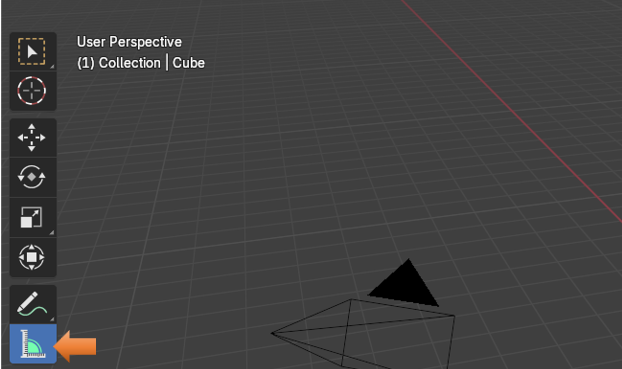 User Perspective
(1) Collection | Cube